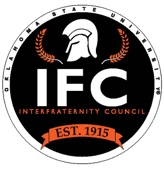 OKLAHOMA STATE UNIVERSITY
IFC
INTERFRATERNITY COUNCIL
EST. 1915